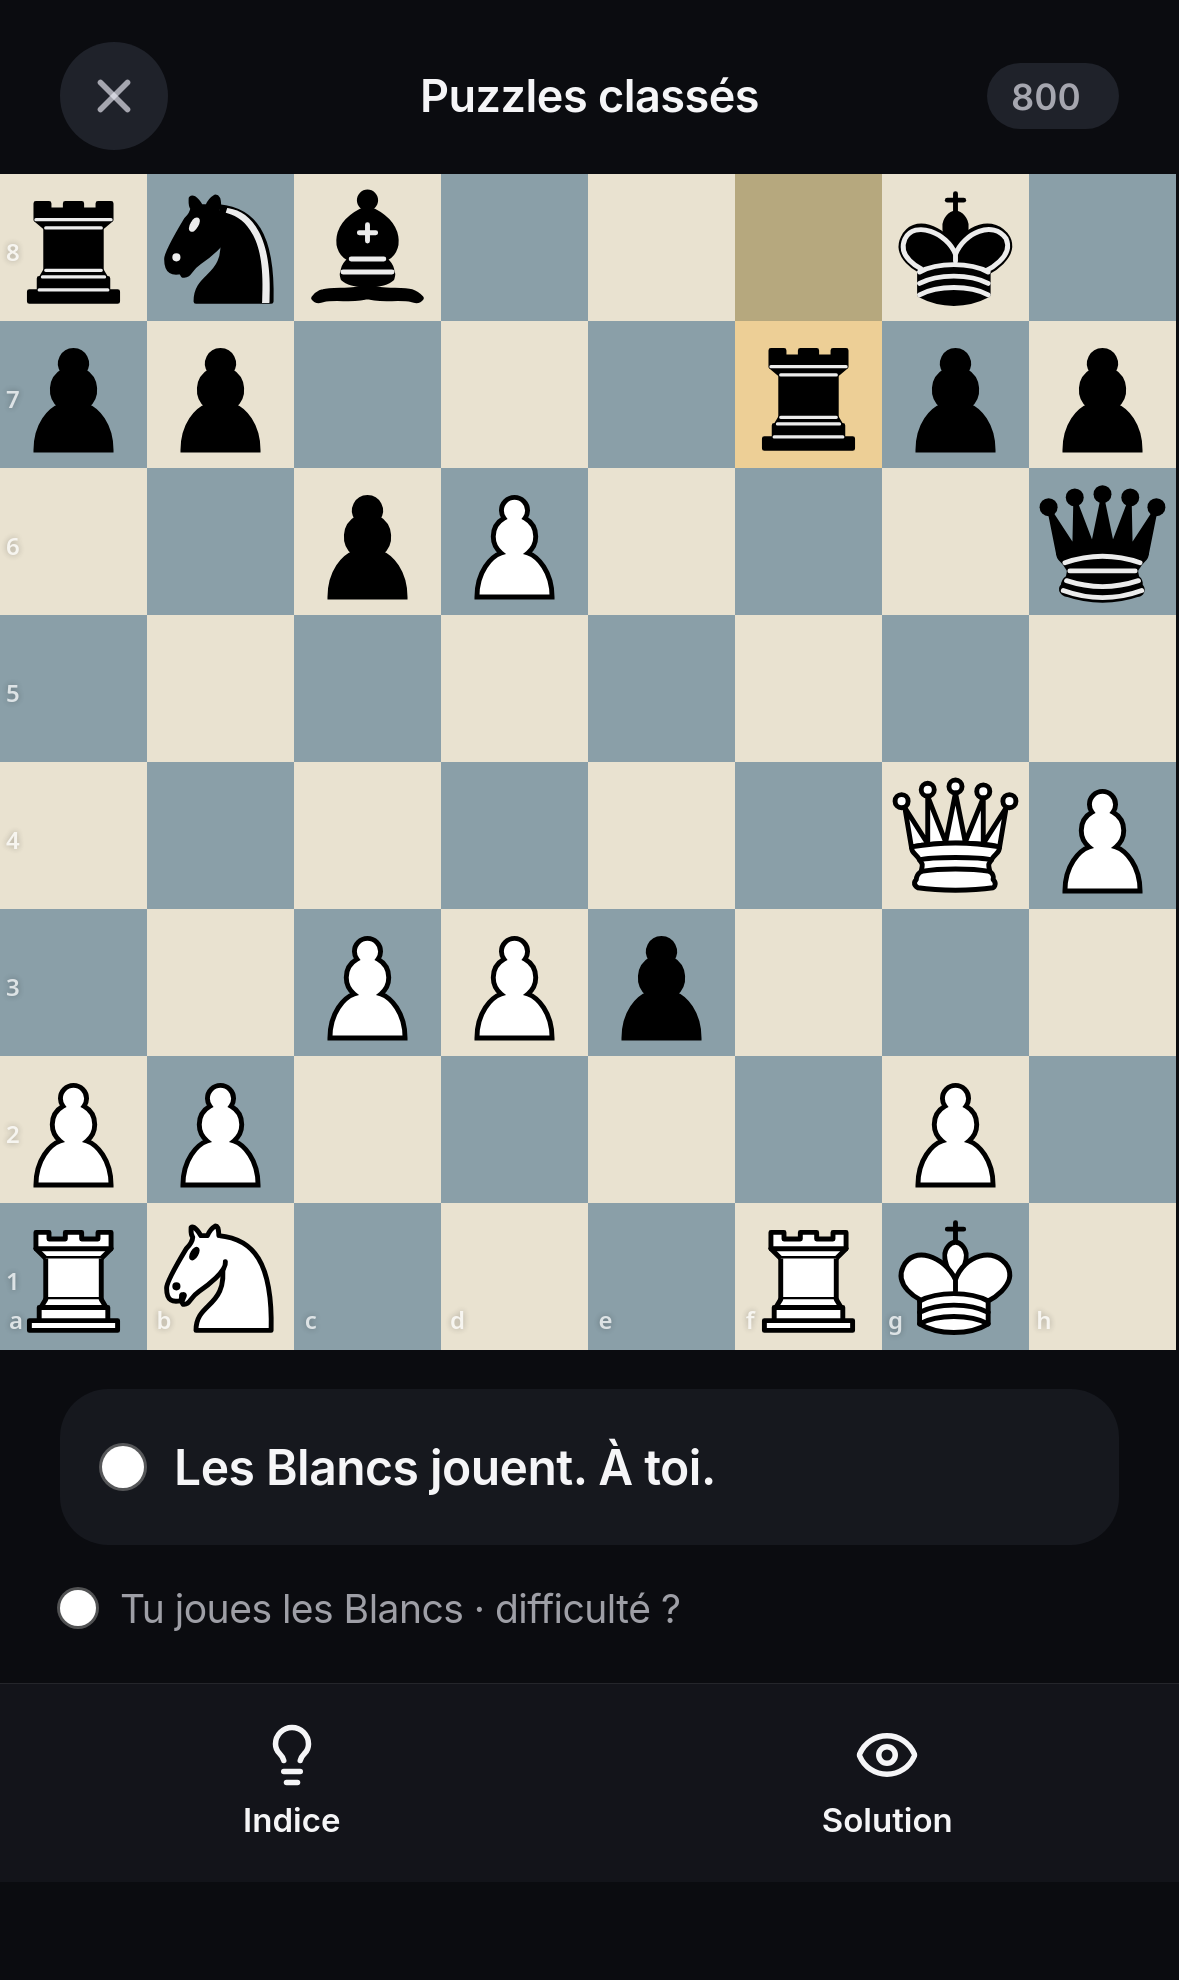 Puzzles classés
800
8
7
6
5
4
3
2
1
a b c d e f g h
Les Blancs jouent. À toi.
Tu joues les Blancs · difficulté ?
Indice
Solution